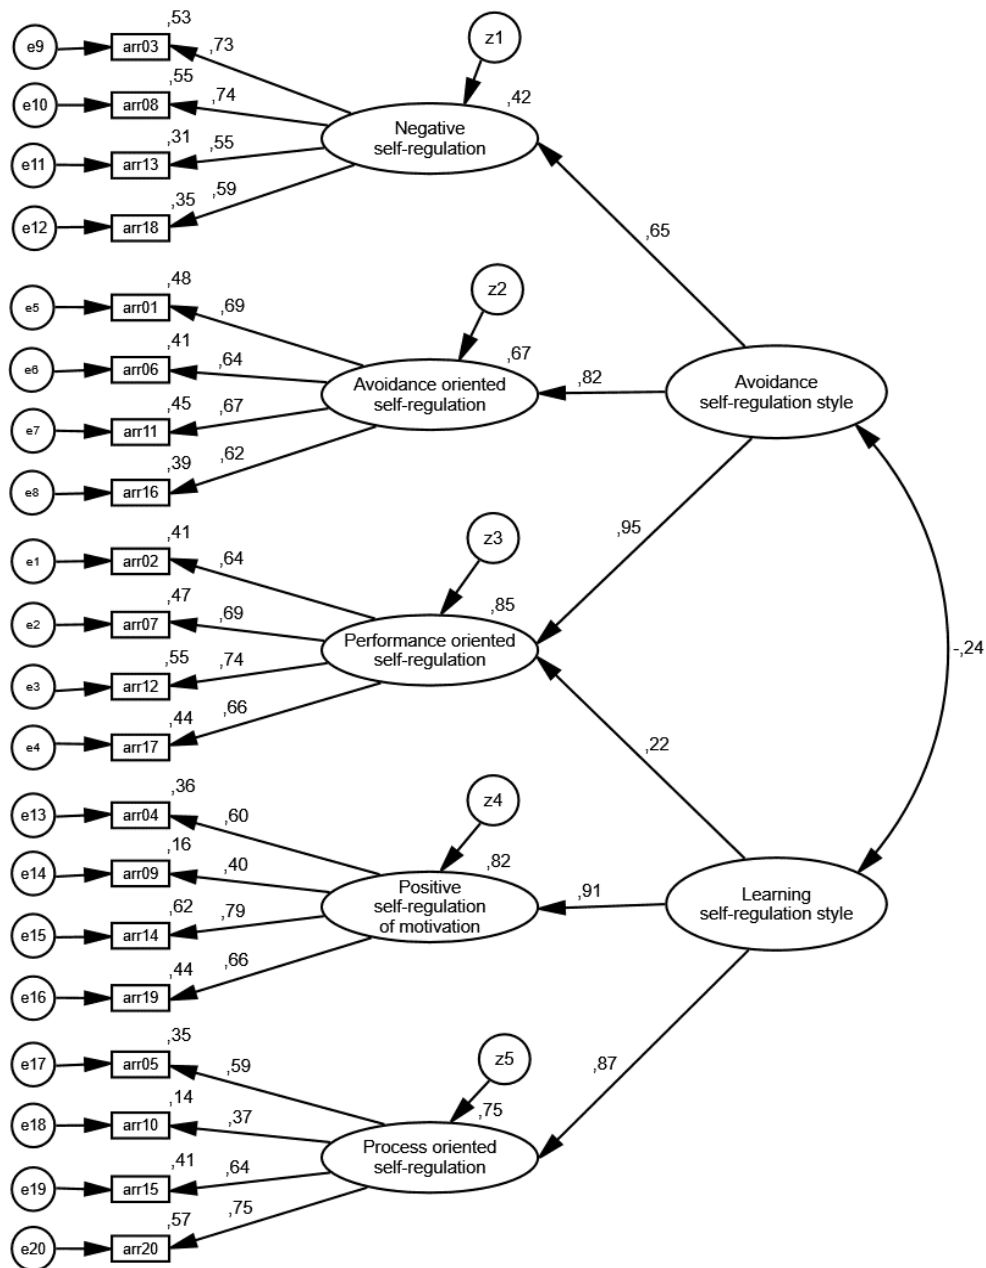 ,53
e9 arr03 ,73
z1
,55
e10 arr08 ,74
,42
Negative
self-regulation
,31
e11 arr13 ,55
,35 ,59
e12 arr18
,65
,48
e5 arr01 ,69
z2
,41
e6 arr06 ,64
,67
Avoidance oriented
self-regulation
,82
Avoidance
self-regulation style
,45
e7 arr11 ,67
,39 ,62
e8 arr16
,41
e1 arr02 ,64
z3
,95
,47
e2 arr07 ,69
,85
Performance oriented
self-regulation
-,24
,55 ,74
e3 arr12
,44 ,66
e4 arr17
,22
,36
e13 arr04 ,60
z4
,16
e14 arr09 ,40
,82
Positive
self-regulation
of motivation
,91
Learning
self-regulation style
,62 ,79
e15 arr14
,44 ,66
e16 arr19
,35
e17 arr05 ,59
z5
,87
,14
e18 arr10 ,37
,75
Process oriented
self-regulation
,41 ,64
e19 arr15
,57 ,75
e20 arr20